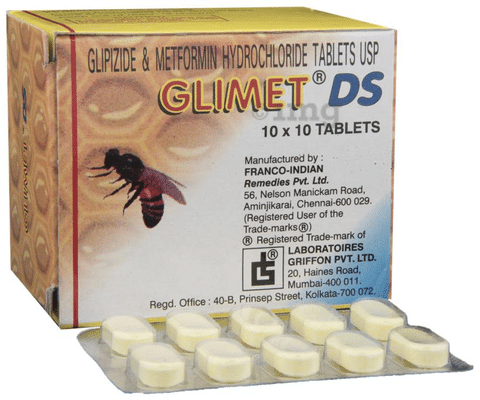 GLIPIZIDE & METFORMIN HYDROCHLORIDE TABLETS USP
GLIMET® DS
10 x 10 TABLETS
Manufactured by :
FRANCO-INDIAN
Remedies Pvt. Ltd.
56, Nelson Manickam Road,
Aminjikarai, Chennai-600 029.
(Registered User of the
Trade-marks®)
® Registered Trade-mark of
LABORATOIRES
GRIFFON PVT. LTD.
20, Haines Road,
Mumbai-400 011.
Regd. Office : 40-B, Prinsep Street, Kolkata-700 072.